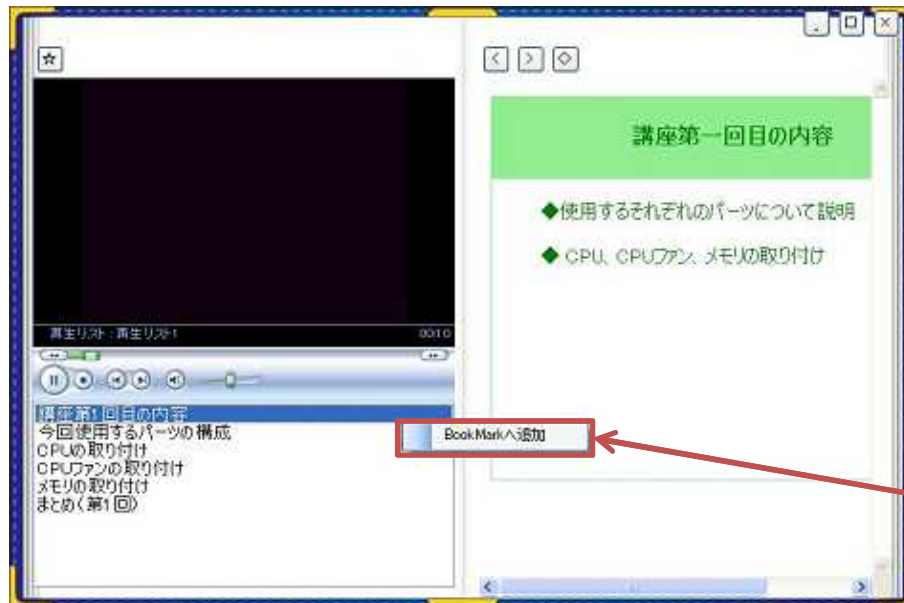 講座第一回目の内容
◆使用するそれぞれのパーツについて説明
◆ CPU、CPUファン、メモリの取り付け
再生リスト：再生リスト1 00:10
講座第1回目の内容
今回使用するパーツの構成
CPUの取り付け
CPUファンの取り付け
メモリの取り付け
まとめ（第1回）
BookMarkへ追加